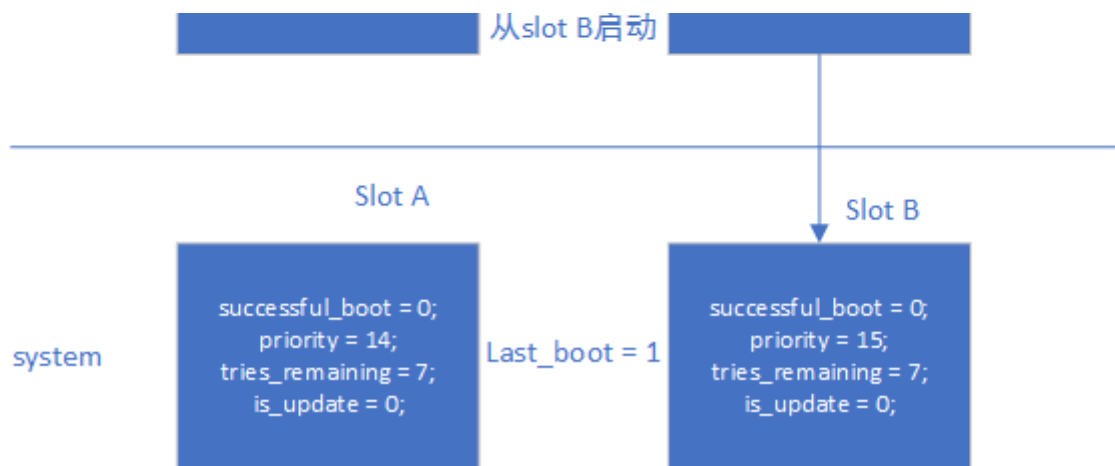 从slot B启动
Slot A
Slot B
system
successful_boot = 0;
priority = 14;
tries_remaining = 7;
is_update = 0;
Last_boot = 1
successful_boot = 0;
priority = 15;
tries_remaining = 7;
is_update = 0;